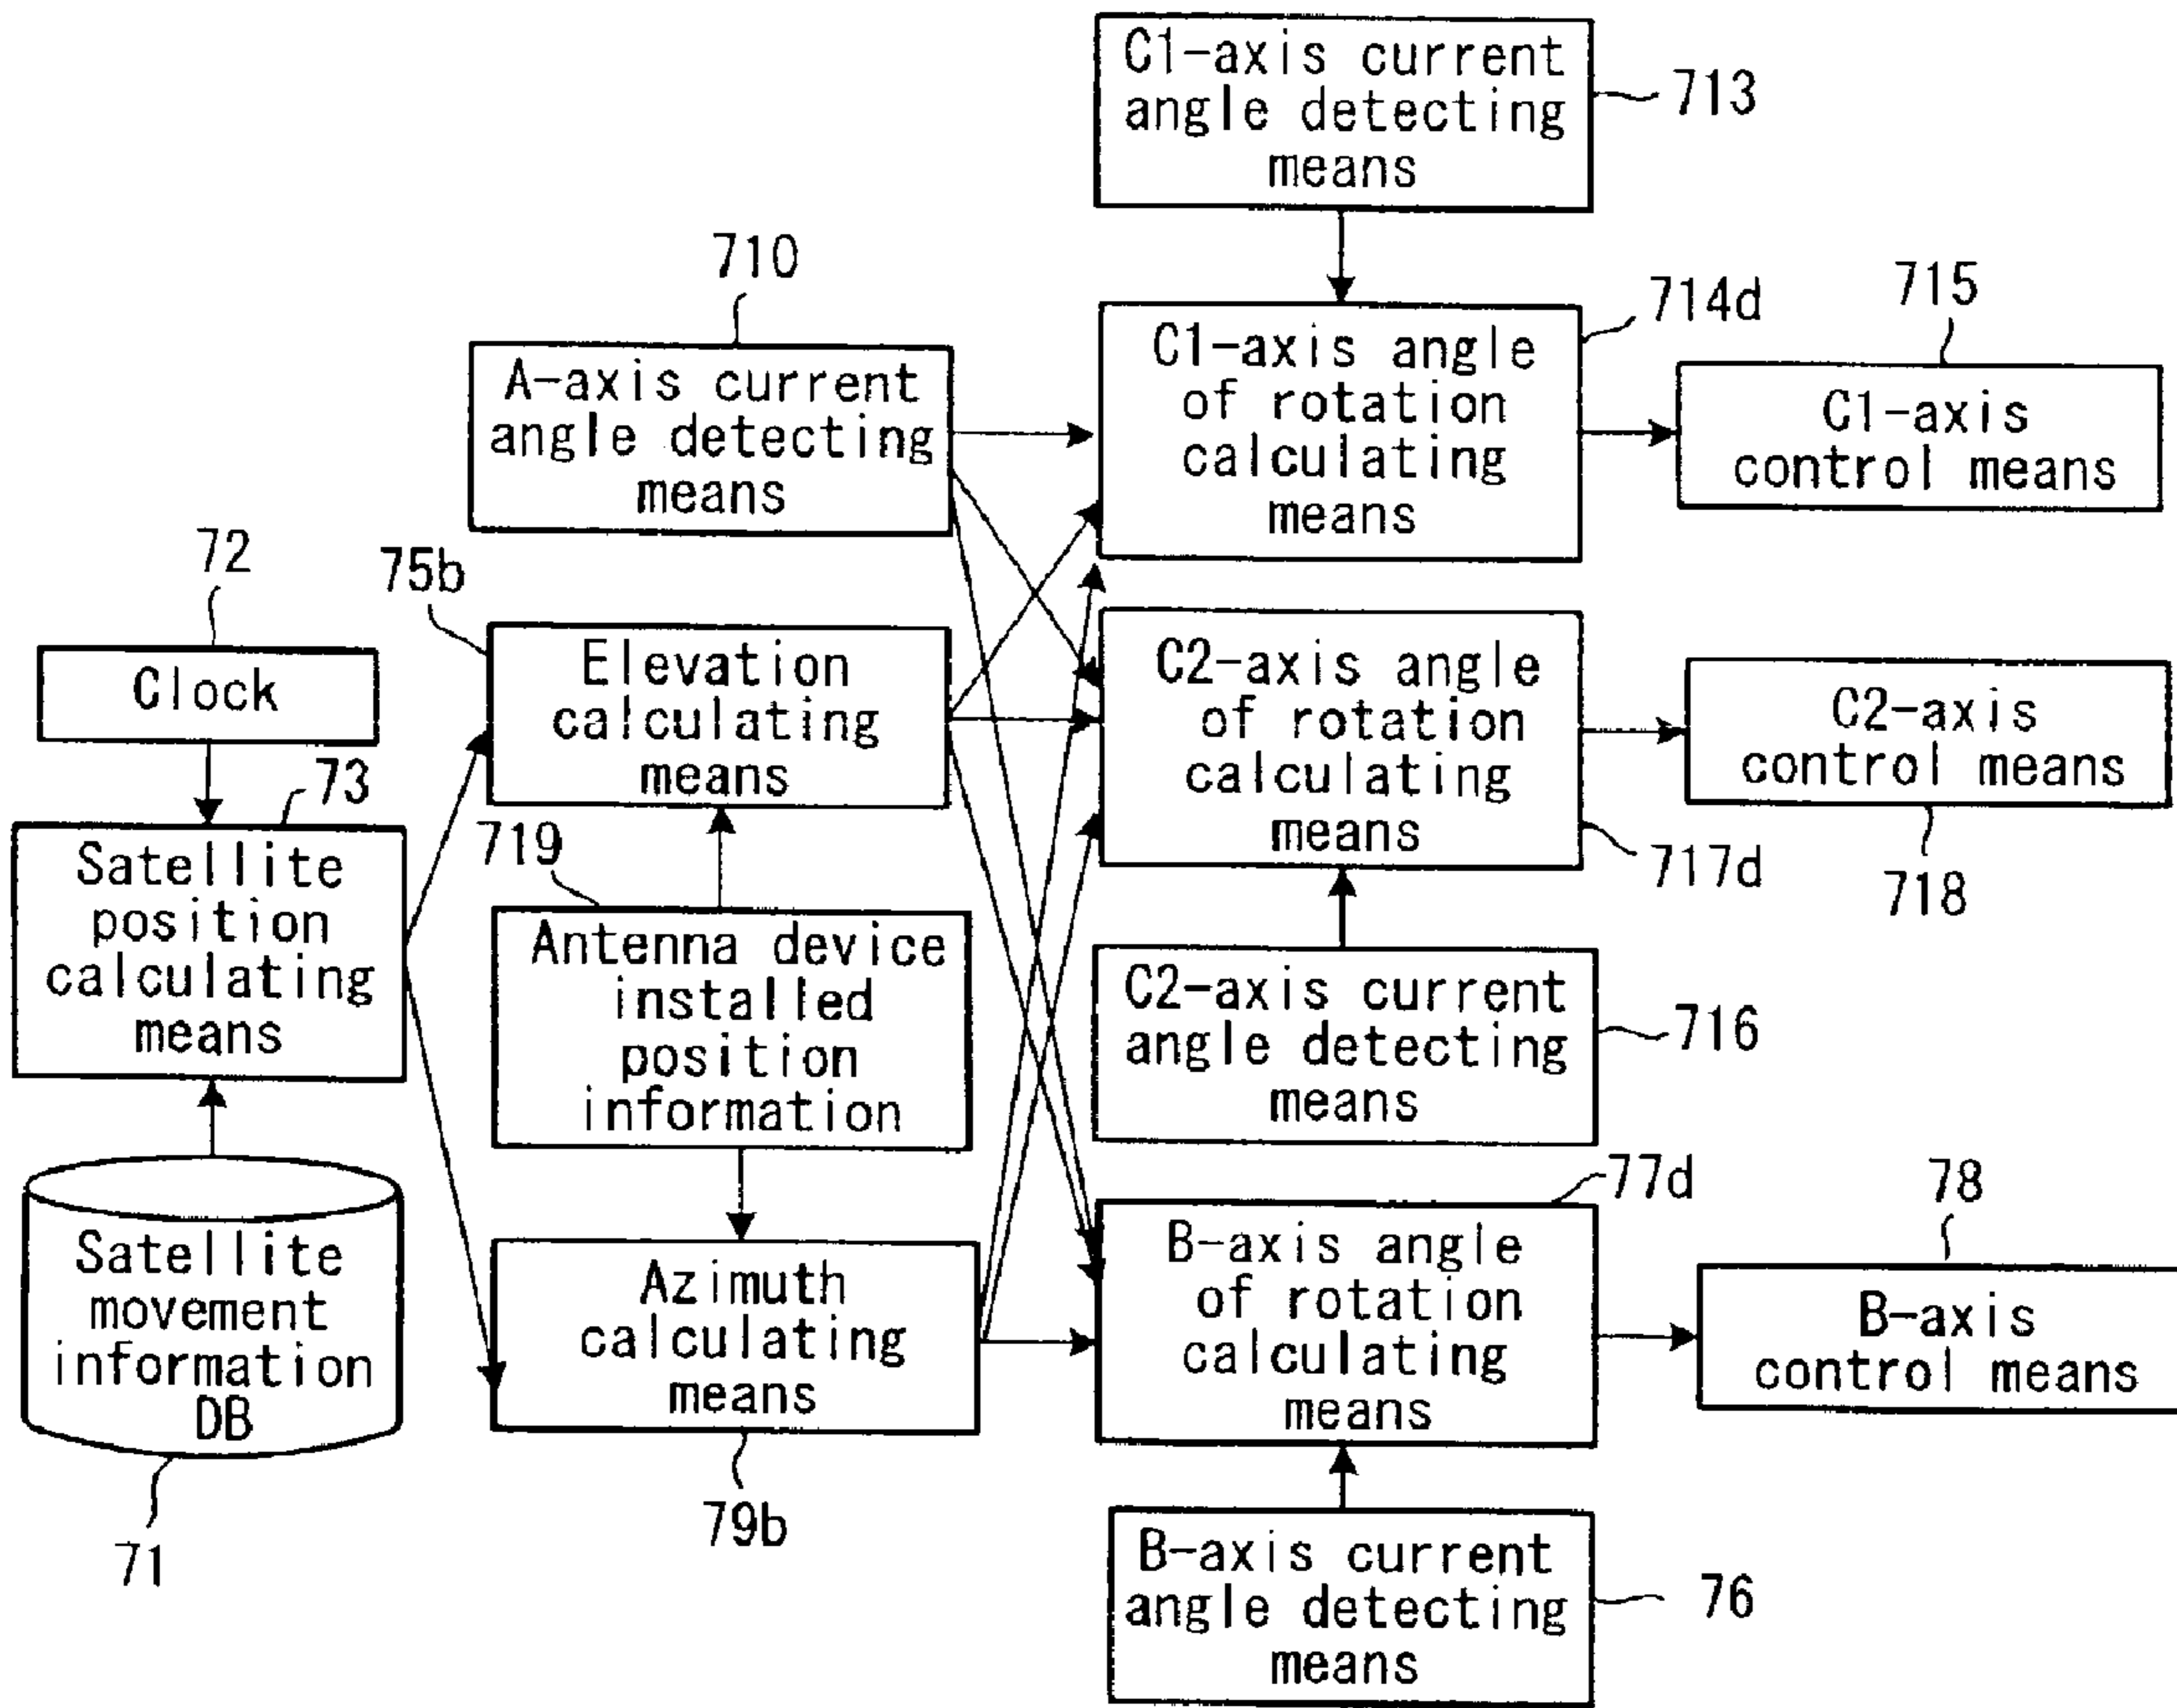 C1-axis current
angle detecting
means
713
710
A-axis current
angle detecting
means
714d
C1-axis angle
of rotation
calculating
means
715
C1-axis
control means
72
Clock
75b
Elevation
calculating
means
C2-axis angle
of rotation
calculating
means
717d
C2-axis
control means
718
73
Satellite
position
calculating
means
719
Antenna device
installed
position
information
C2-axis current
angle detecting
means
716
Satellite
movement
information
DB
71
Azimuth
calculating
means
79b
77d
B-axis angle
of rotation
calculating
means
78
B-axis
control means
B-axis current
angle detecting
means
76